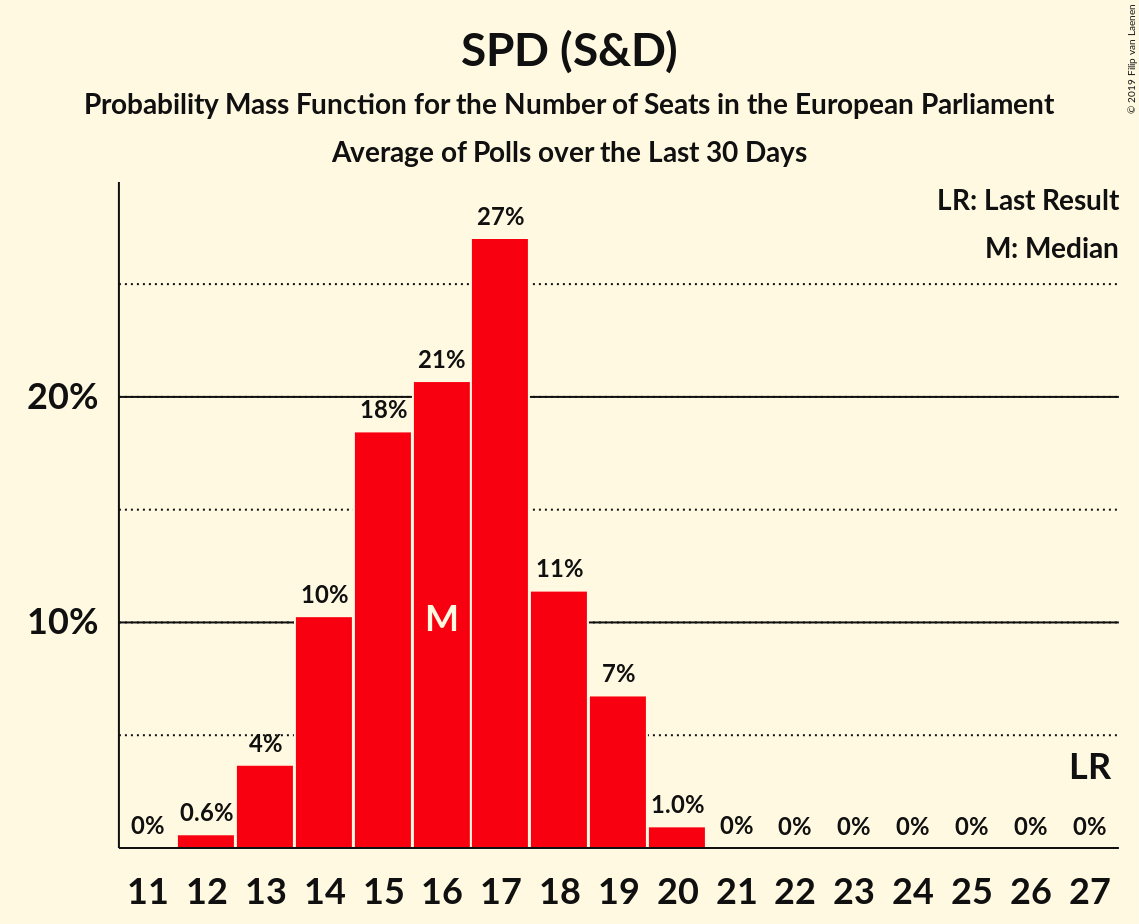 SPD (S&D)
Probability Mass Function for the Number of Seats in the European Parliament
Average of Polls over the Last 30 Days
© 2019 Filip van Laenen
LR: Last Result
M: Median
20%
10%
0%
0.6%
4%
10%
18%
21%
27%
11%
7%
1.0%
0%
0%
0%
0%
0%
0%
0%
M
LR
11 12 13 14 15 16 17 18 19 20 21 22 23 24 25 26 27